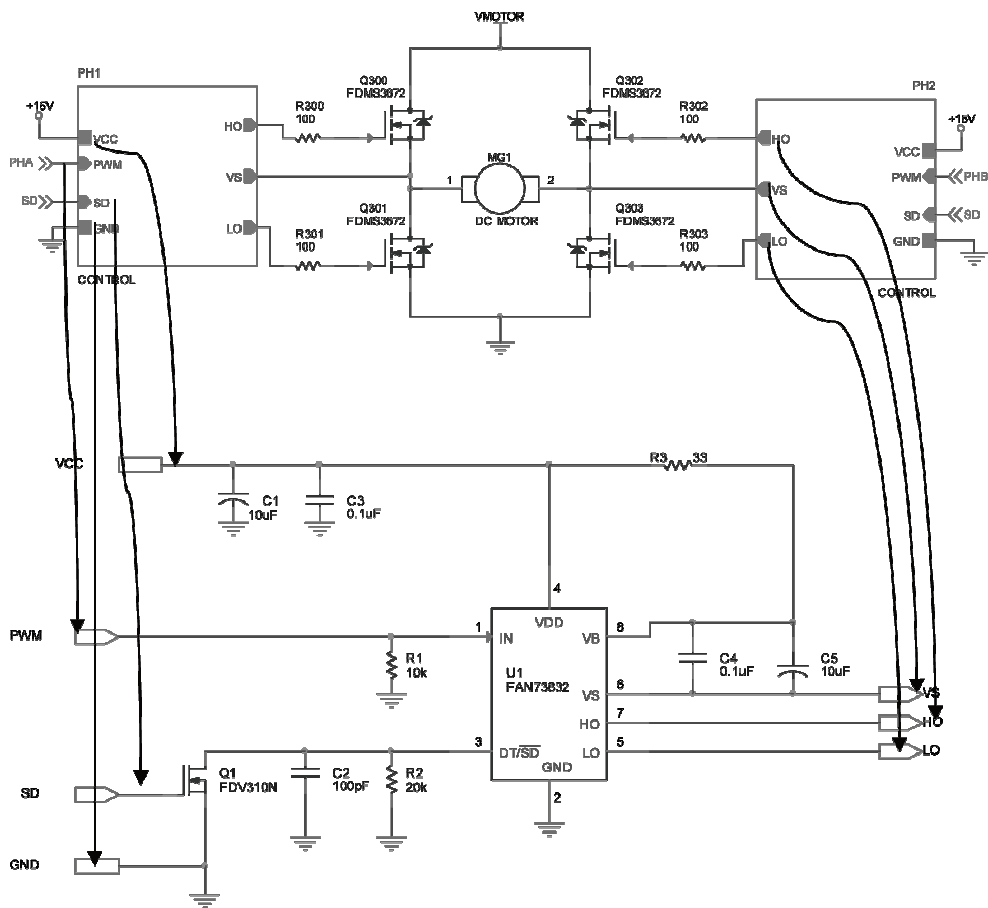 VMOTOR
PH1
Q300
FDMS3672
Q302
FDMS3672
PH2
+15V
R300
100
R302
100
+15V
HO
HO
VCC
VCC
PHA
PWM
MG1
PWM
PHB
VS
1
2
VS
SD
SD
DC MOTOR
SD
SD
Q301
FDMS3672
Q303
FDMS3672
GND
LO
R301
100
R303
100
LO
GND
CONTROL
CONTROL
VCC
R3
33
C1
10uF
C3
0.1uF
4
VDD
PWM
1
IN
VB
8
R1
10k
U1
FAN73832
C4
0.1uF
C5
10uF
VS
6
VS
HO
7
HO
3
DT/SD
LO
5
LO
GND
2
Q1
FDV310N
C2
100pF
R2
20k
SD
GND